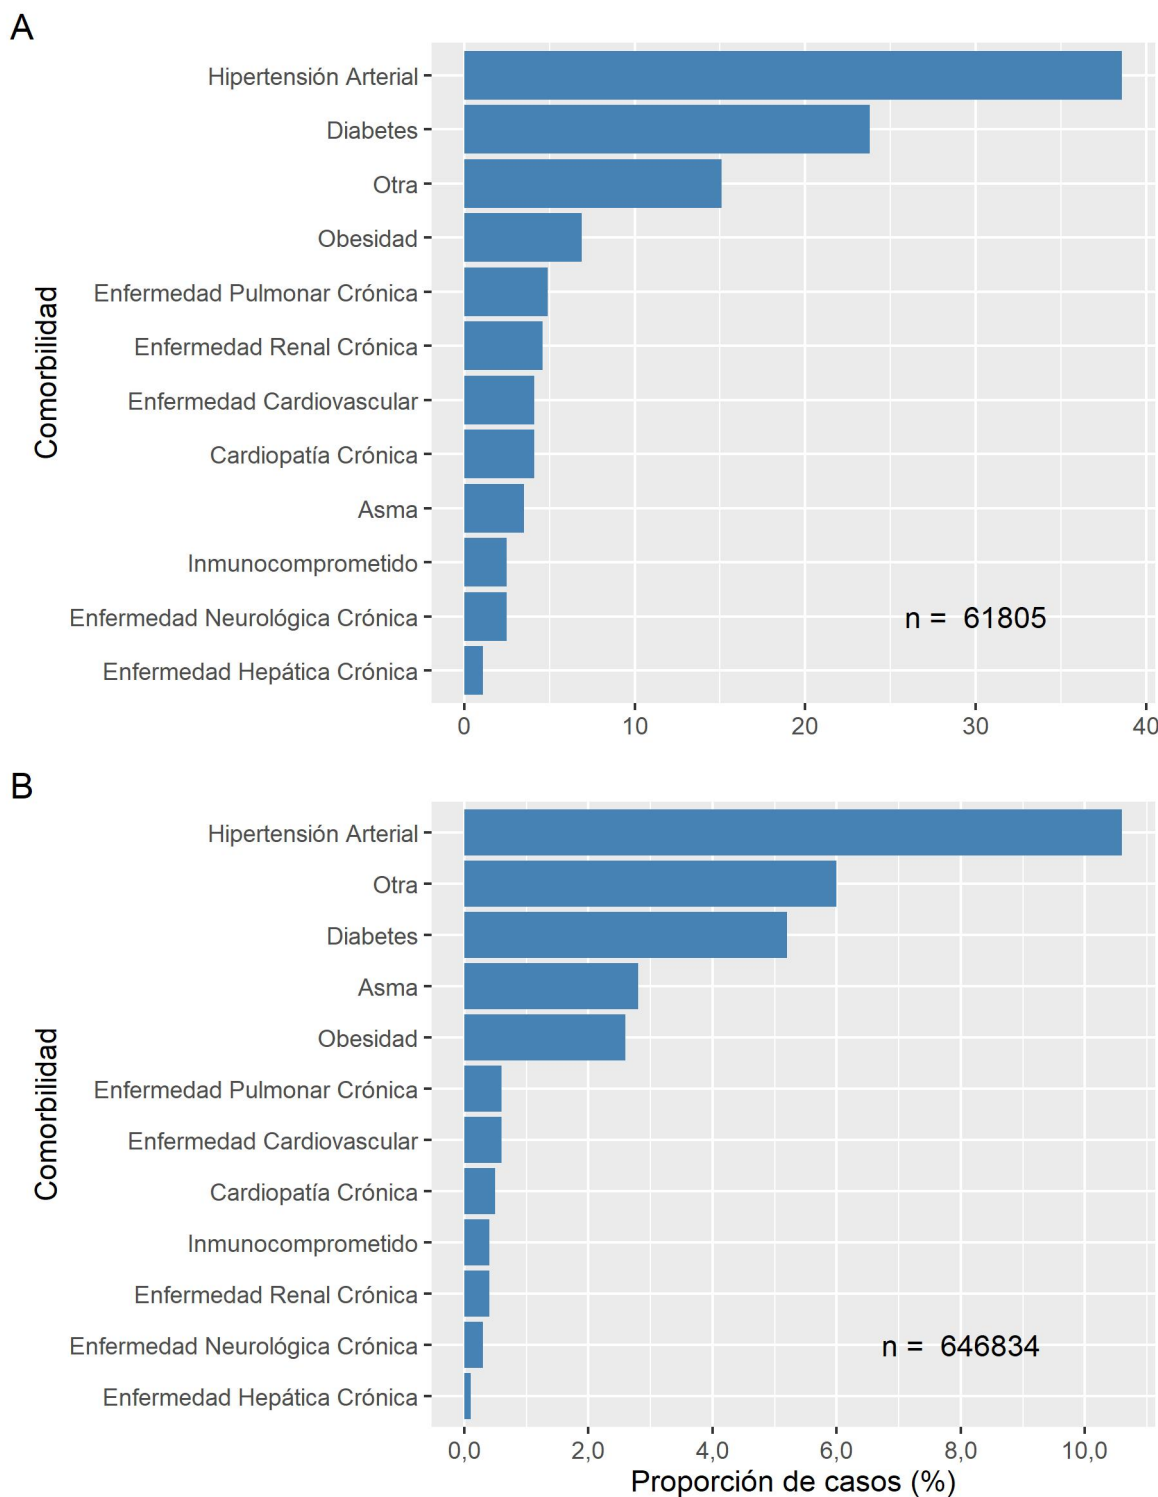 A
Hipertensión Arterial
Diabetes
Otra
Obesidad
Enfermedad Pulmonar Crónica
Enfermedad Renal Crónica
Enfermedad Cardiovascular
Cardiopatía Crónica
Asma
Inmunocomprometido
Enfermedad Neurológica Crónica
Enfermedad Hepática Crónica
Comorbilidad
n = 61805
0 10 20 30 40
B
Hipertensión Arterial
Otra
Diabetes
Asma
Obesidad
Enfermedad Pulmonar Crónica
Enfermedad Cardiovascular
Cardiopatía Crónica
Inmunocomprometido
Enfermedad Renal Crónica
Enfermedad Neurológica Crónica
Enfermedad Hepática Crónica
Comorbilidad
n = 646834
0,0 2,0 4,0 6,0 8,0 10,0
Proporción de casos (%)